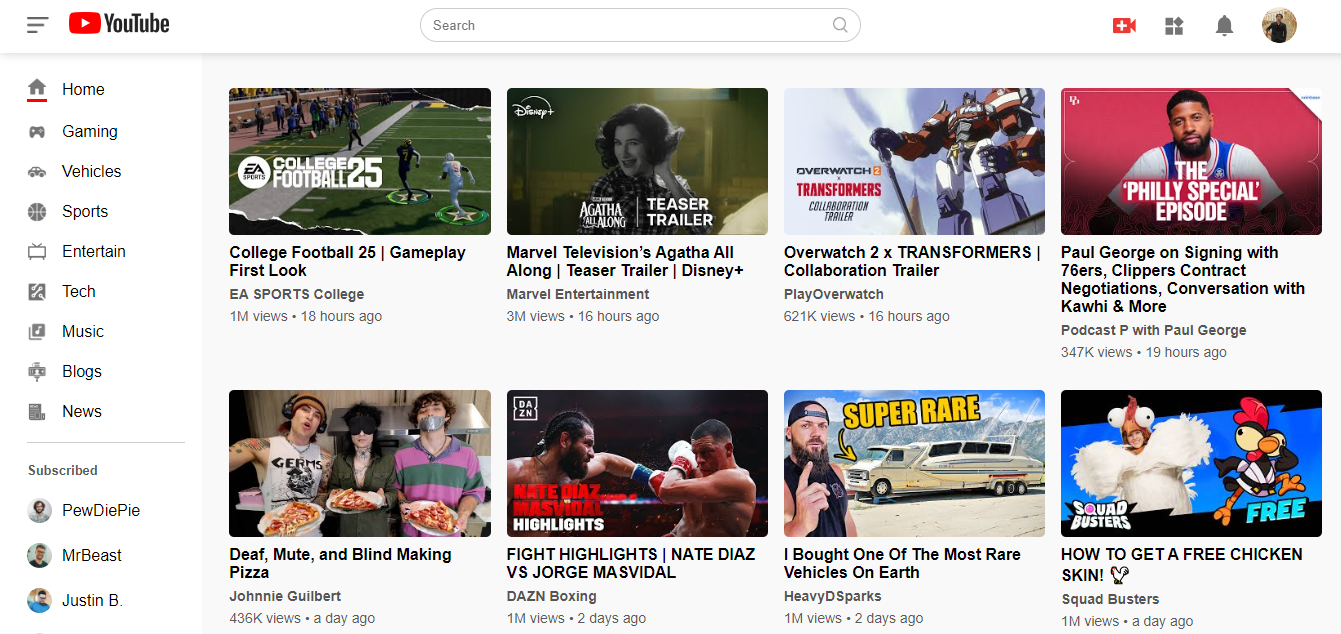 YouTube
Search
Home
Gaming
Vehicles
Sports
Entertain
Tech
Music
Blogs
News
Subscribed
PewDiePie
MrBeast
Justin B.
EA
SPORTS
COLLEGE
FOOTBALL 25
College Football 25 | Gameplay
First Look
EA SPORTS College
1M views • 18 hours ago
Disney+
AGATHA
ALL ALONG
TEASER
TRAILER
Marvel Television’s Agatha All
Along | Teaser Trailer | Disney+
Marvel Entertainment
3M views • 16 hours ago
OVERWATCH 2
X
TRANSFORMERS
COLLABORATION
TRAILER
Overwatch 2 x TRANSFORMERS |
Collaboration Trailer
PlayOverwatch
621K views • 16 hours ago
THE
‘PHILLY SPECIAL’
EPISODE
Paul George on Signing with
76ers, Clippers Contract
Negotiations, Conversation with
Kawhi & More
Podcast P with Paul George
347K views • 19 hours ago
GERMS
Deaf, Mute, and Blind Making
Pizza
Johnnie Guilbert
436K views • a day ago
DA
ZN
NATE DIAZ
MASVIDAL
HIGHLIGHTS
FIGHT HIGHLIGHTS | NATE DIAZ
VS JORGE MASVIDAL
DAZN Boxing
1M views • 2 days ago
SUPER RARE
I Bought One Of The Most Rare
Vehicles On Earth
HeavyDSparks
1M views • 2 days ago
SQUAD
BUSTERS
FREE
HOW TO GET A FREE CHICKEN
SKIN! 🐓
Squad Busters
1M views • a day ago